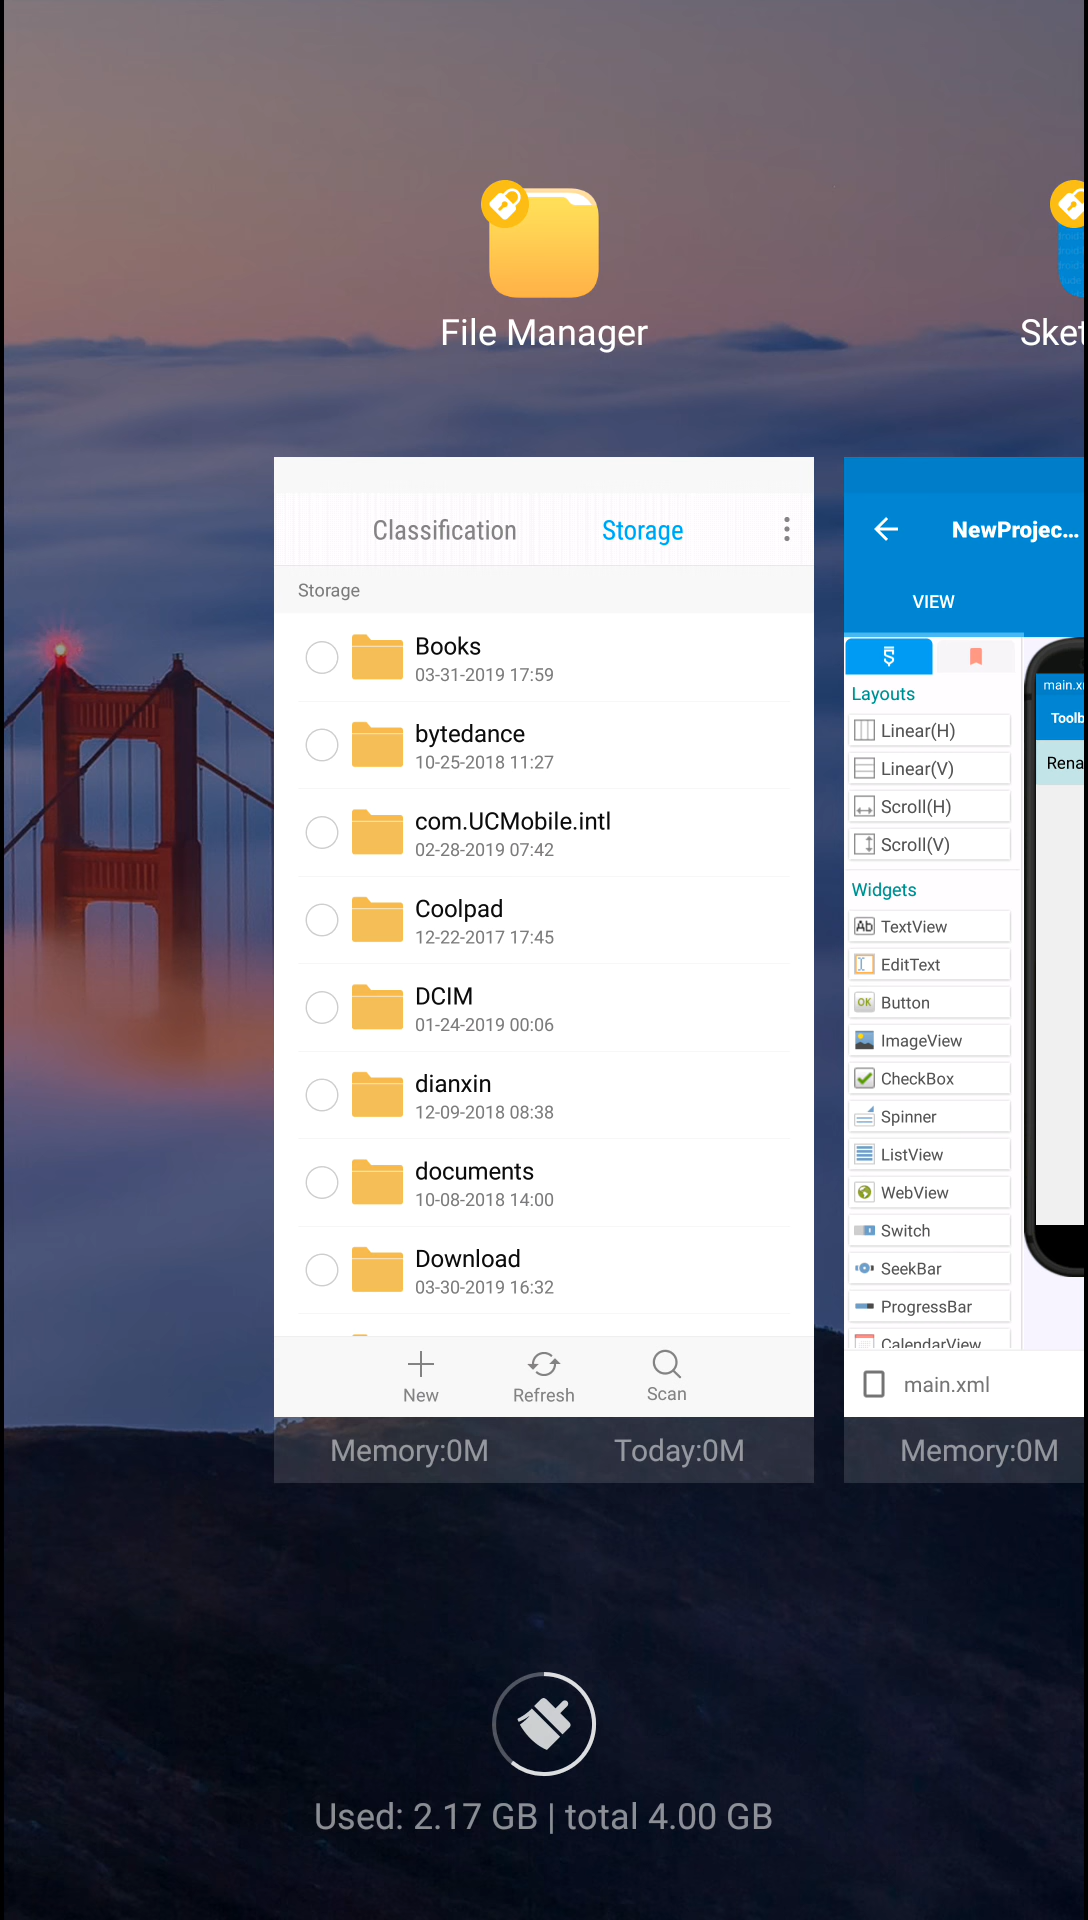 File Manager
Sket
Classification
Storage
Storage
Books
03-31-2019 17:59
bytedance
10-25-2018 11:27
com.UCMobile.intl
02-28-2019 07:42
Coolpad
12-22-2017 17:45
DCIM
01-24-2019 00:06
dianxin
12-09-2018 08:38
documents
10-08-2018 14:00
Download
03-30-2019 16:32
New
Refresh
Scan
Memory:0M
Today:0M
NewProjec...
VIEW
Layouts
Linear(H)
Linear(V)
Scroll(H)
Scroll(V)
Widgets
Ab TextView
EditText
OK Button
ImageView
CheckBox
Spinner
ListView
WebView
Switch
SeekBar
ProgressBar
CalendarView
main.x
Toolb
Rena
main.xml
Memory:0M
Used: 2.17 GB | total 4.00 GB